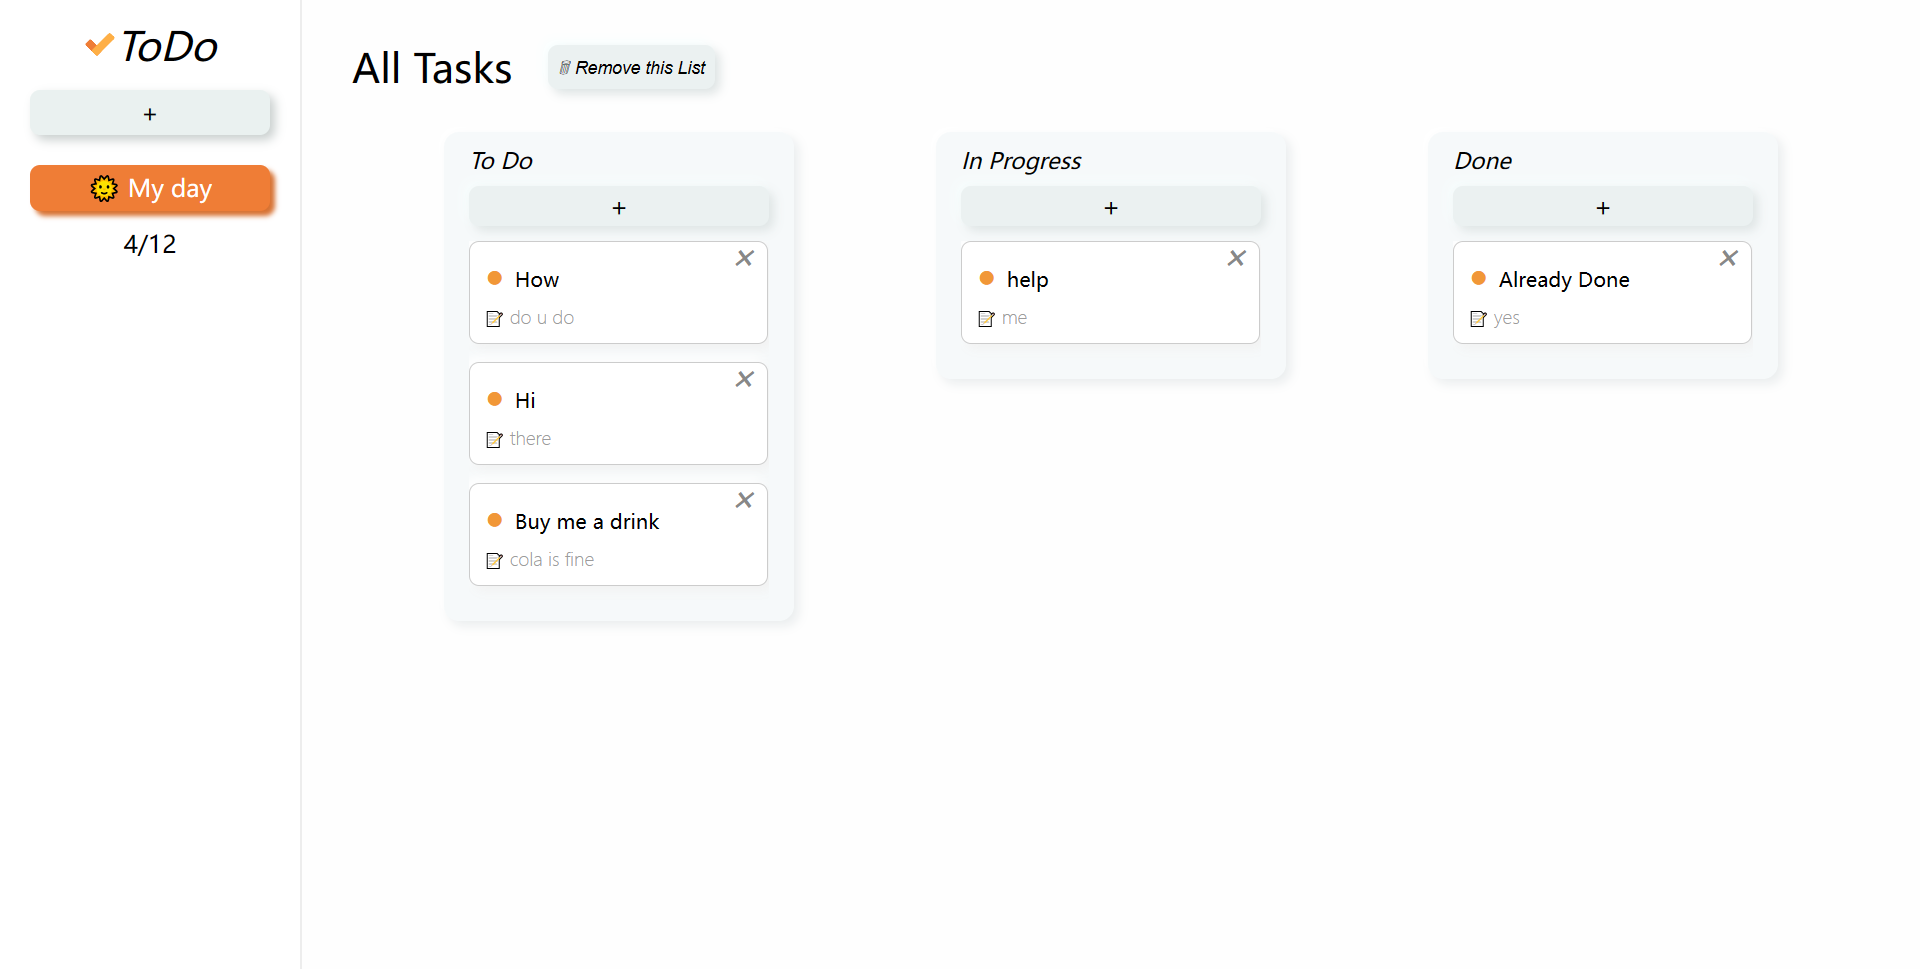 ToDo
+
My day
4/12
All Tasks
Remove this List
To Do
+
How
do u do
Hi
there
Buy me a drink
cola is fine
In Progress
+
help
me
Done
+
Already Done
yes